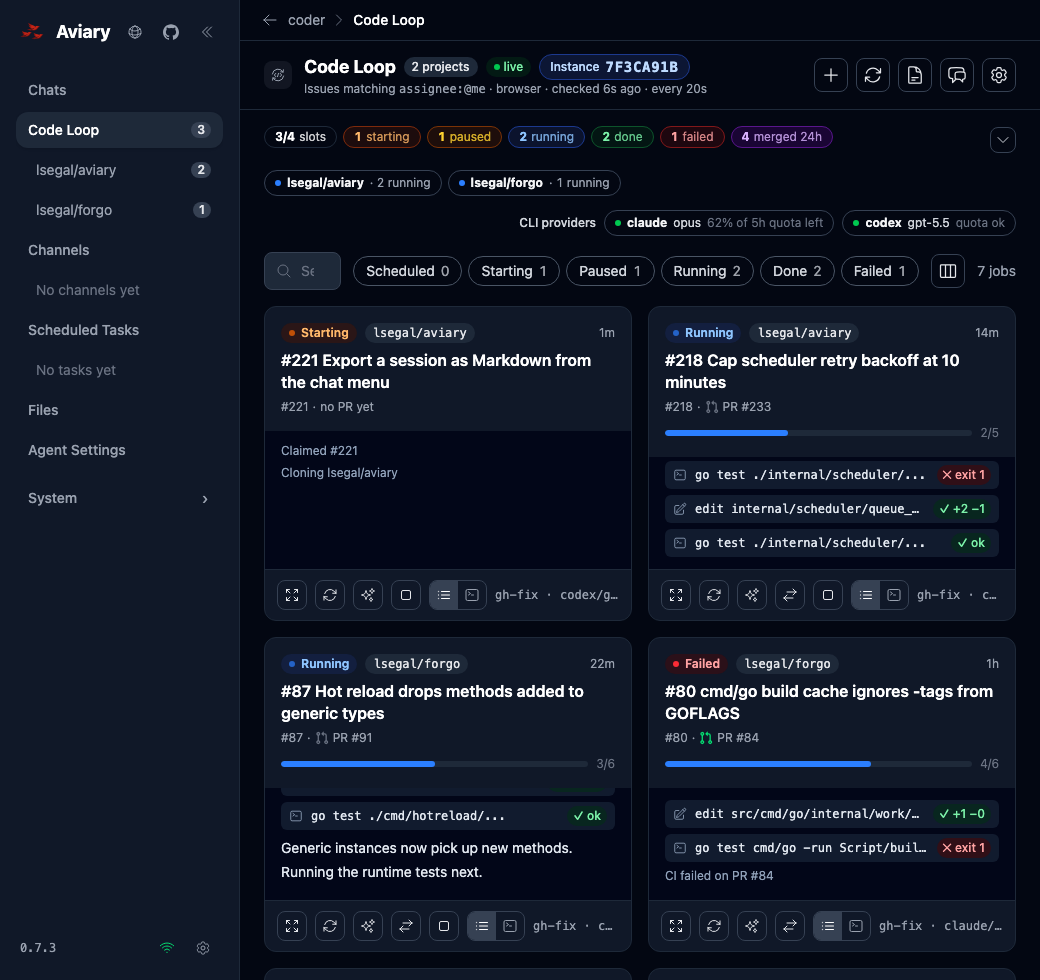 Aviary
Chats
Code Loop 3
lsegal/aviary 2
lsegal/forgo 1
Channels
No channels yet
Scheduled Tasks
No tasks yet
Files
Agent Settings
System
0.7.3
coder > Code Loop
Code Loop 2 projects live Instance 7F3CA91B
Issues matching assignee:@me · browser · checked 6s ago · every 20s
3/4 slots 1 starting 1 paused 2 running 2 done 1 failed 4 merged 24h
lsegal/aviary · 2 running lsegal/forgo · 1 running
CLI providers claude opus 62% of 5h quota left codex gpt-5.5 quota ok
Scheduled 0 Starting 1 Paused 1 Running 2 Done 2 Failed 1 7 jobs
Starting lsegal/aviary 1m
#221 Export a session as Markdown from
the chat menu
#221 · no PR yet
Claimed #221
Cloning lsegal/aviary
gh-fix · codex/g…
Running lsegal/aviary 14m
#218 Cap scheduler retry backoff at 10
minutes
#218 · PR #233
2/5
go test ./internal/scheduler/... exit 1
edit internal/scheduler/queue_… +2 −1
go test ./internal/scheduler/... ok
gh-fix · c…
Running lsegal/forgo 22m
#87 Hot reload drops methods added to
generic types
#87 · PR #91
3/6
go test ./cmd/hotreload/... ok
Generic instances now pick up new methods.
Running the runtime tests next.
gh-fix · c…
Failed lsegal/forgo 1h
#80 cmd/go build cache ignores -tags from
GOFLAGS
#80 · PR #84
4/6
edit src/cmd/go/internal/work/… +1 −0
go test cmd/go −run Script/buil… exit 1
CI failed on PR #84
gh-fix · claude/…